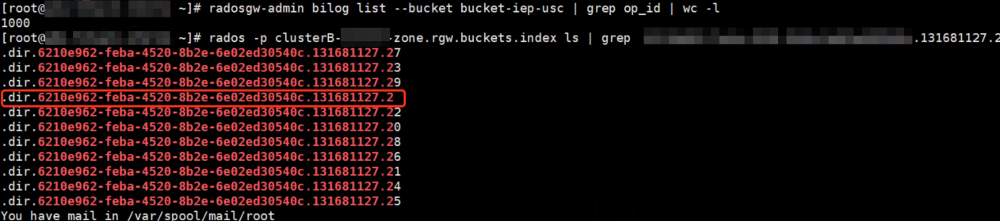 [root@ ~]# radosgw-admin bilog list --bucket bucket-iep-usc | grep op_id | wc -l
1000
[root@ ~]# rados -p clusterB- -zone.rgw.buckets.index ls | grep .131681127.2
.dir.6210e962-feba-4520-8b2e-6e02ed30540c.131681127.27
.dir.6210e962-feba-4520-8b2e-6e02ed30540c.131681127.23
.dir.6210e962-feba-4520-8b2e-6e02ed30540c.131681127.29
.dir.6210e962-feba-4520-8b2e-6e02ed30540c.131681127.2
.dir.6210e962-feba-4520-8b2e-6e02ed30540c.131681127.22
.dir.6210e962-feba-4520-8b2e-6e02ed30540c.131681127.20
.dir.6210e962-feba-4520-8b2e-6e02ed30540c.131681127.28
.dir.6210e962-feba-4520-8b2e-6e02ed30540c.131681127.26
.dir.6210e962-feba-4520-8b2e-6e02ed30540c.131681127.21
.dir.6210e962-feba-4520-8b2e-6e02ed30540c.131681127.24
.dir.6210e962-feba-4520-8b2e-6e02ed30540c.131681127.25
You have mail in /var/spool/mail/root